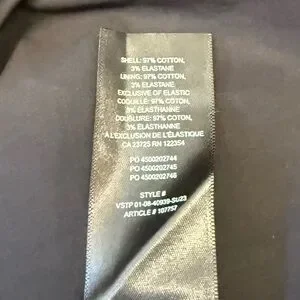 SHELL: 97% COTTON,
3% ELASTANE
LINING: 97% COTTON,
3% ELASTANE
EXCLUSIVE OF ELASTIC
COQUILLE: 97% COTON,
3% ÉLASTHANNE
DOUBLURE: 97% COTON,
3% ÉLASTHANNE
À L'EXCLUSION DE L'ÉLASTIQUE
CA 23725 RN 122354
PO 4500202744
PO 4500202745
PO 4500202746
STYLE #
VSTP 01-08-40939-SU23
ARTICLE # 107757